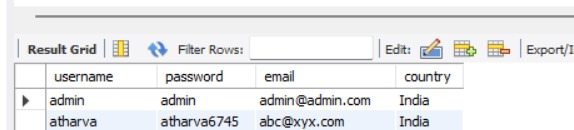 Result Grid Filter Rows: Edit: Export/I
username password email country
admin admin admin@admin.com India
atharva atharva6745 abc@xyx.com India